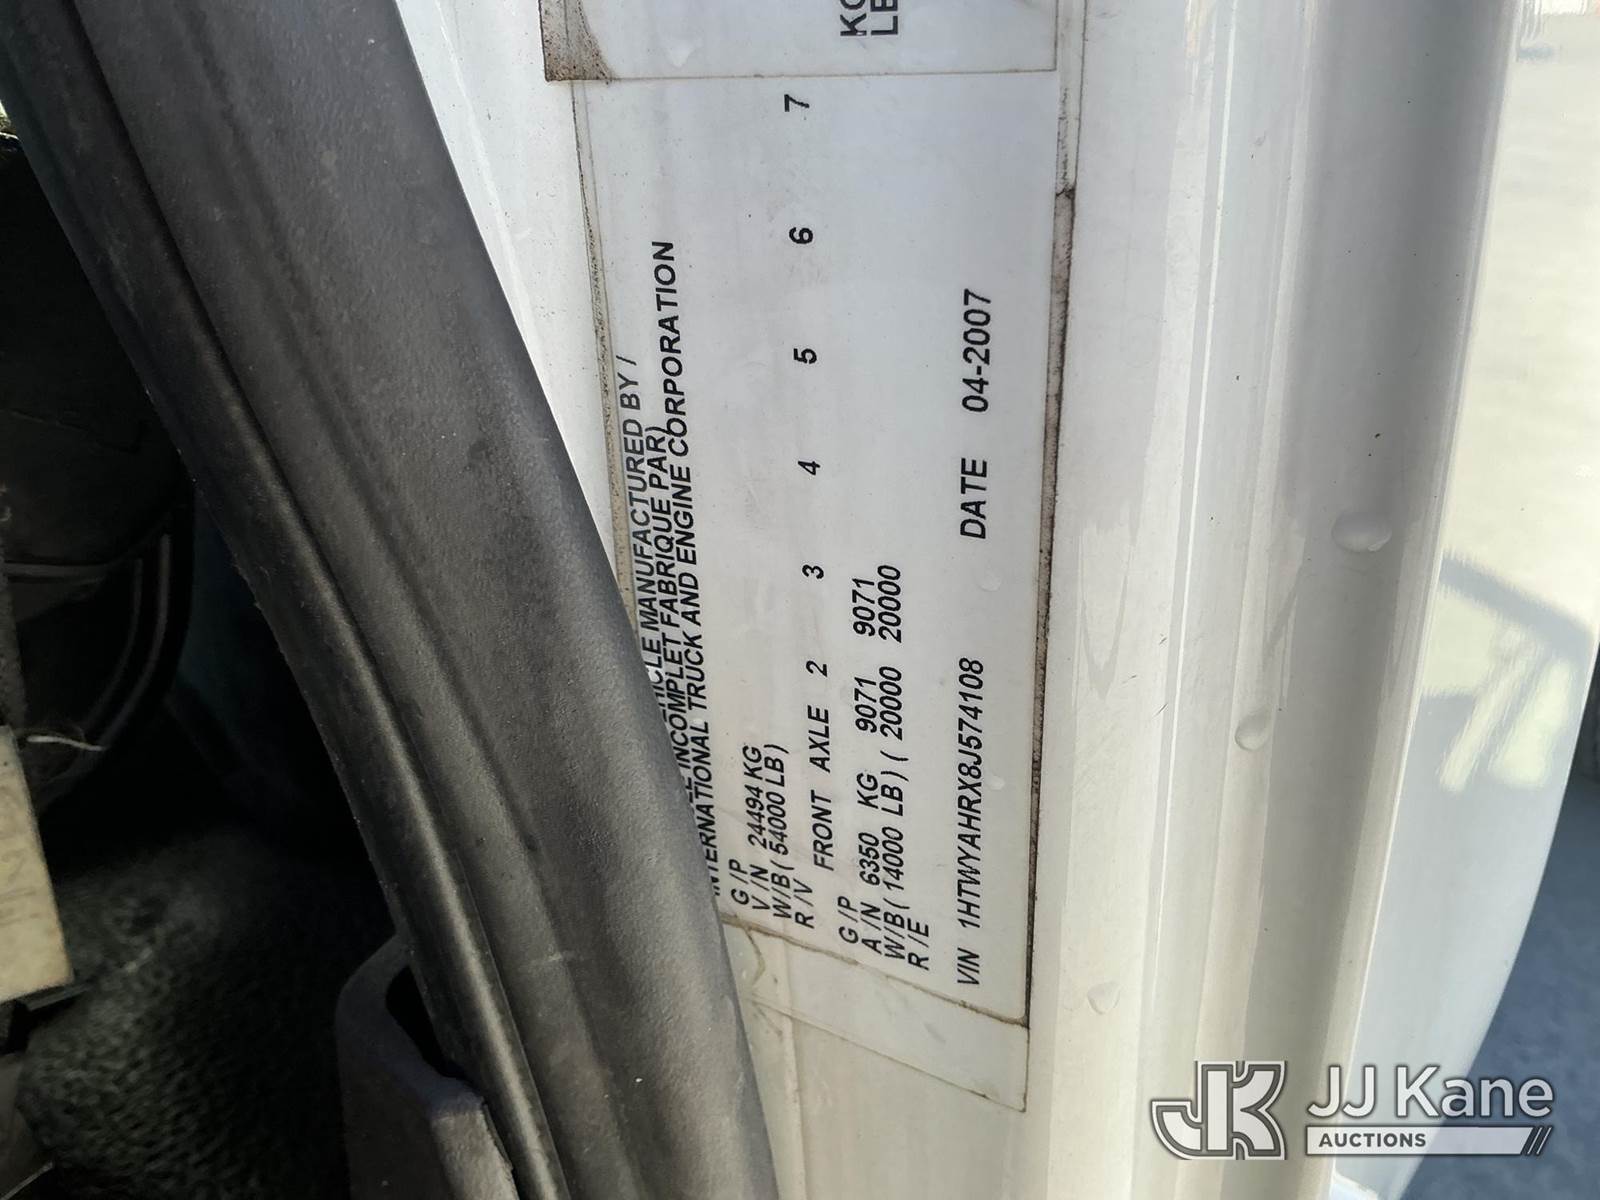 KG
LB
VEHICLE MANUFACTURED BY /
INCOMPLET FABRIQUE PAR)
INTERNATIONAL TRUCK AND ENGINE CORPORATION
G/P
V/N 24494 KG
W/B ( 54000 LB)
R/V FRONT AXLE 2 3 4 5 6 7
G/P
A/N 6350 KG 9071 9071
W/B ( 14000 LB) ( 20000 20000
R/E
VIN 1HTWYAHRX8J574108 DATE 04-2007
JK JJ Kane
AUCTIONS